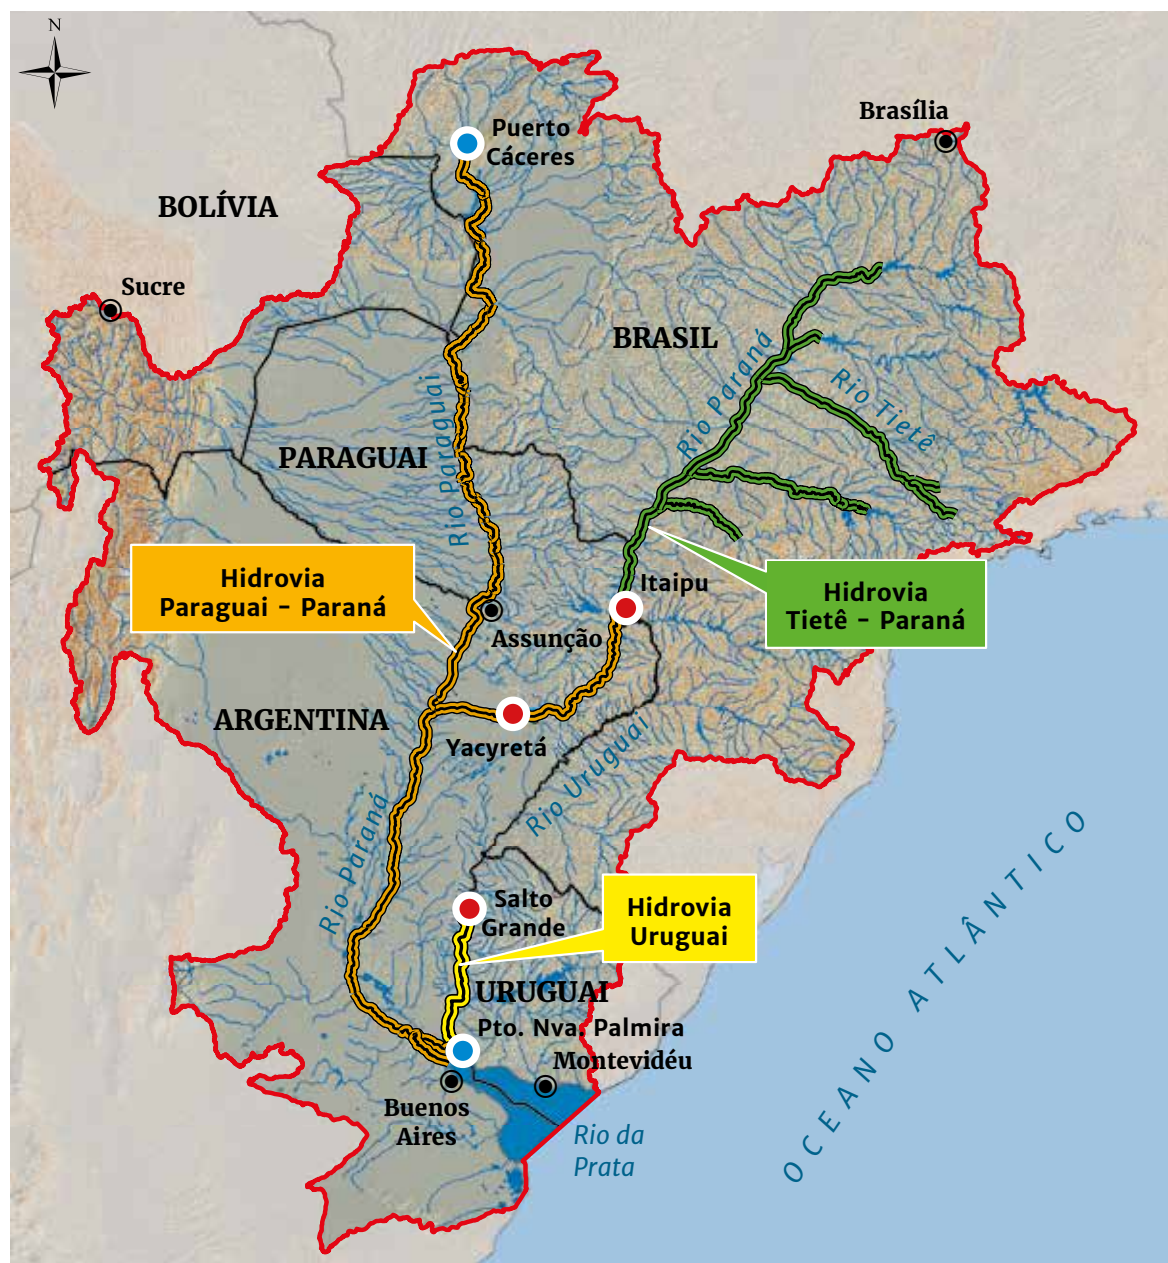 N
Brasília
Puerto
Cáceres
BOLÍVIA
Sucre
BRASIL
Rio Paraná
Rio Tietê
Rio Paraguai
PARAGUAI
Hidrovia
Paraguai - Paraná
Itaipu
Hidrovia
Tietê - Paraná
Assunção
ARGENTINA
Yacyretá
Rio Uruguai
Rio Paraná
Salto
Grande
Hidrovia
Uruguai
URUGUAI
Pto. Nva. Palmira
Montevidéu
Buenos
Aires
Rio da
Prata
OCEANO ATLÂNTICO